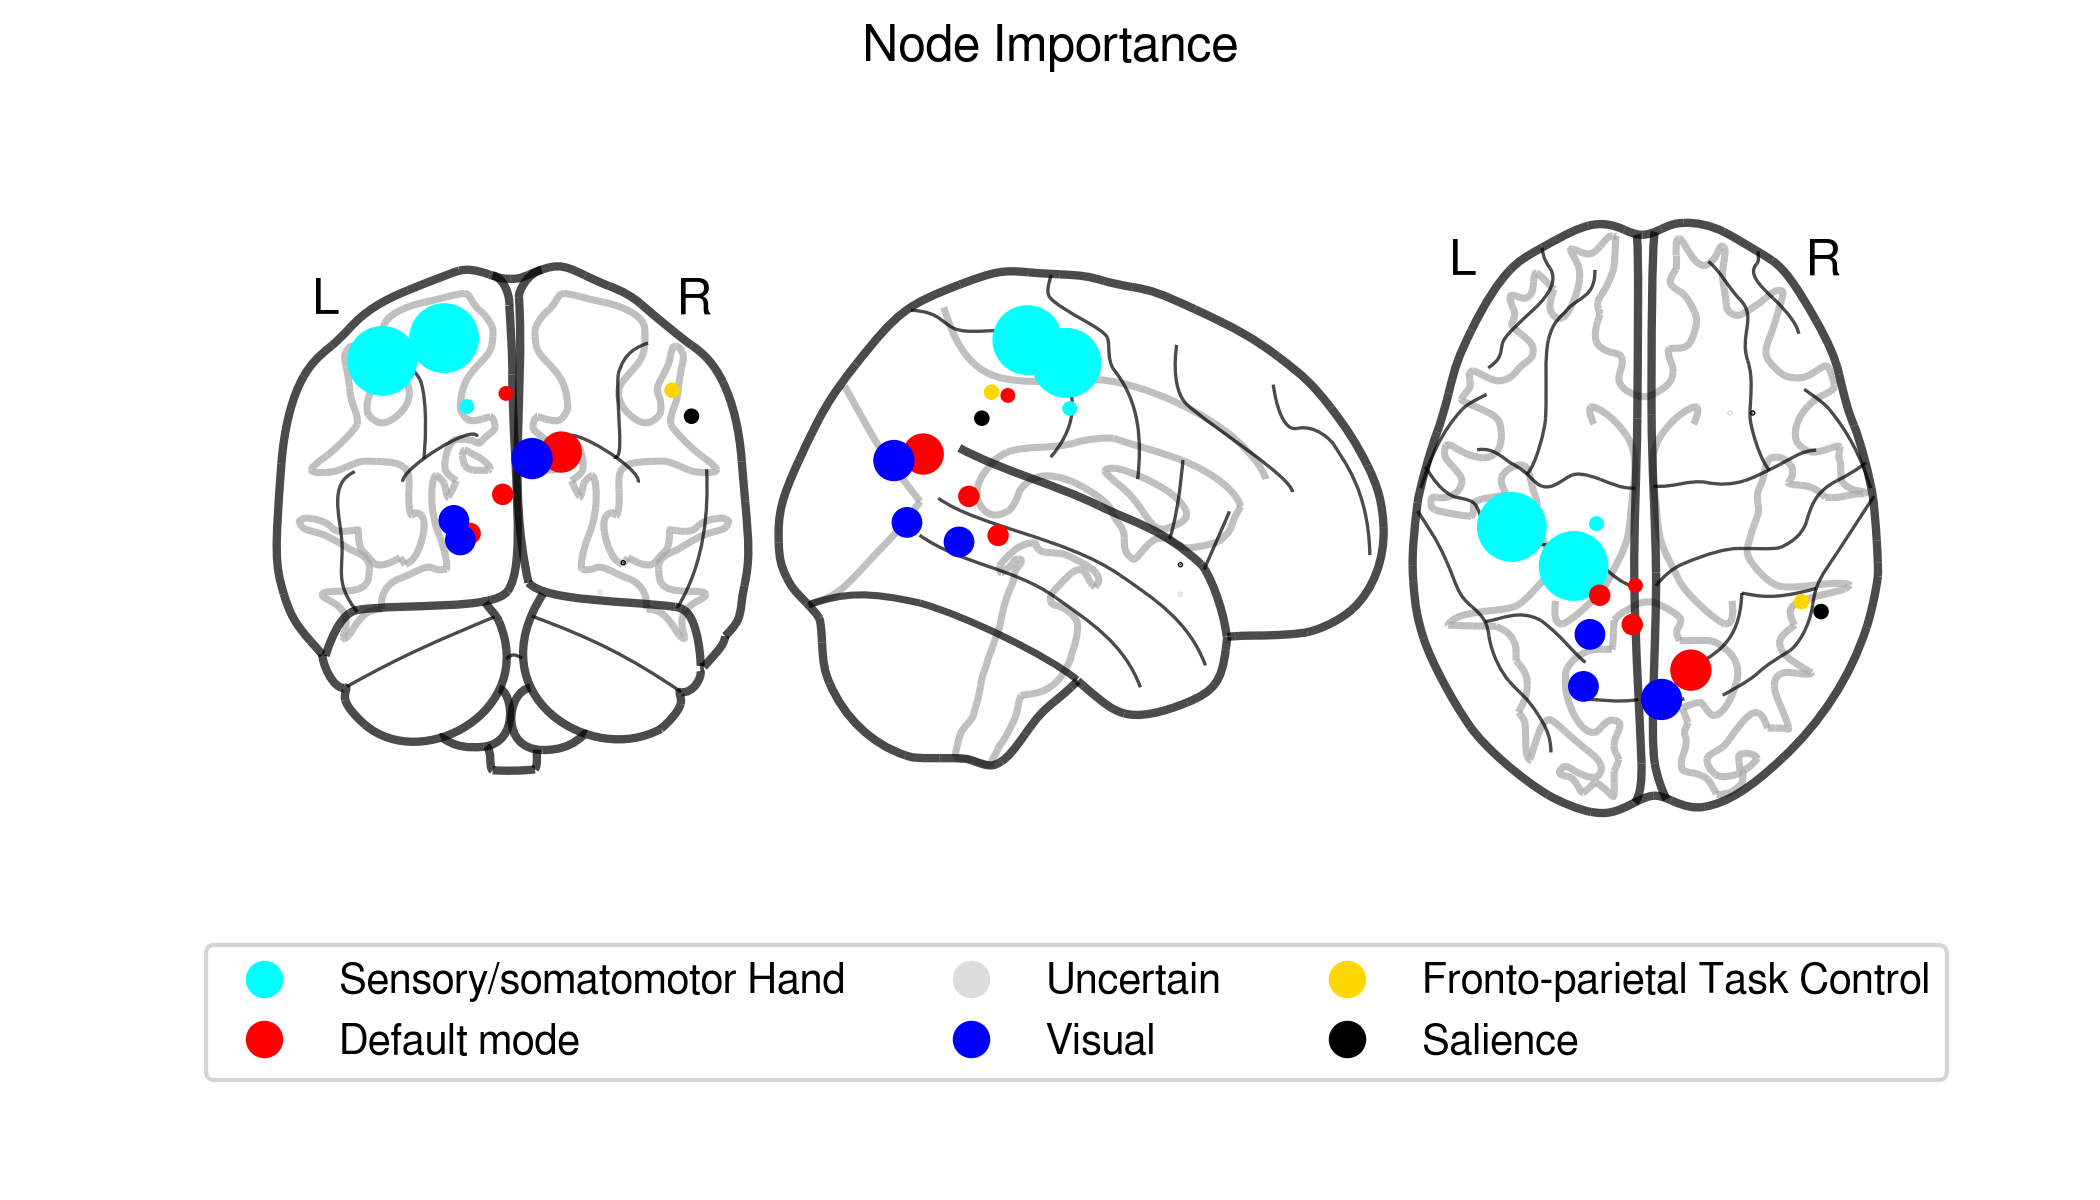 Node Importance
L R
L R
Sensory/somatomotor Hand Uncertain Fronto-parietal Task Control
Default mode Visual Salience